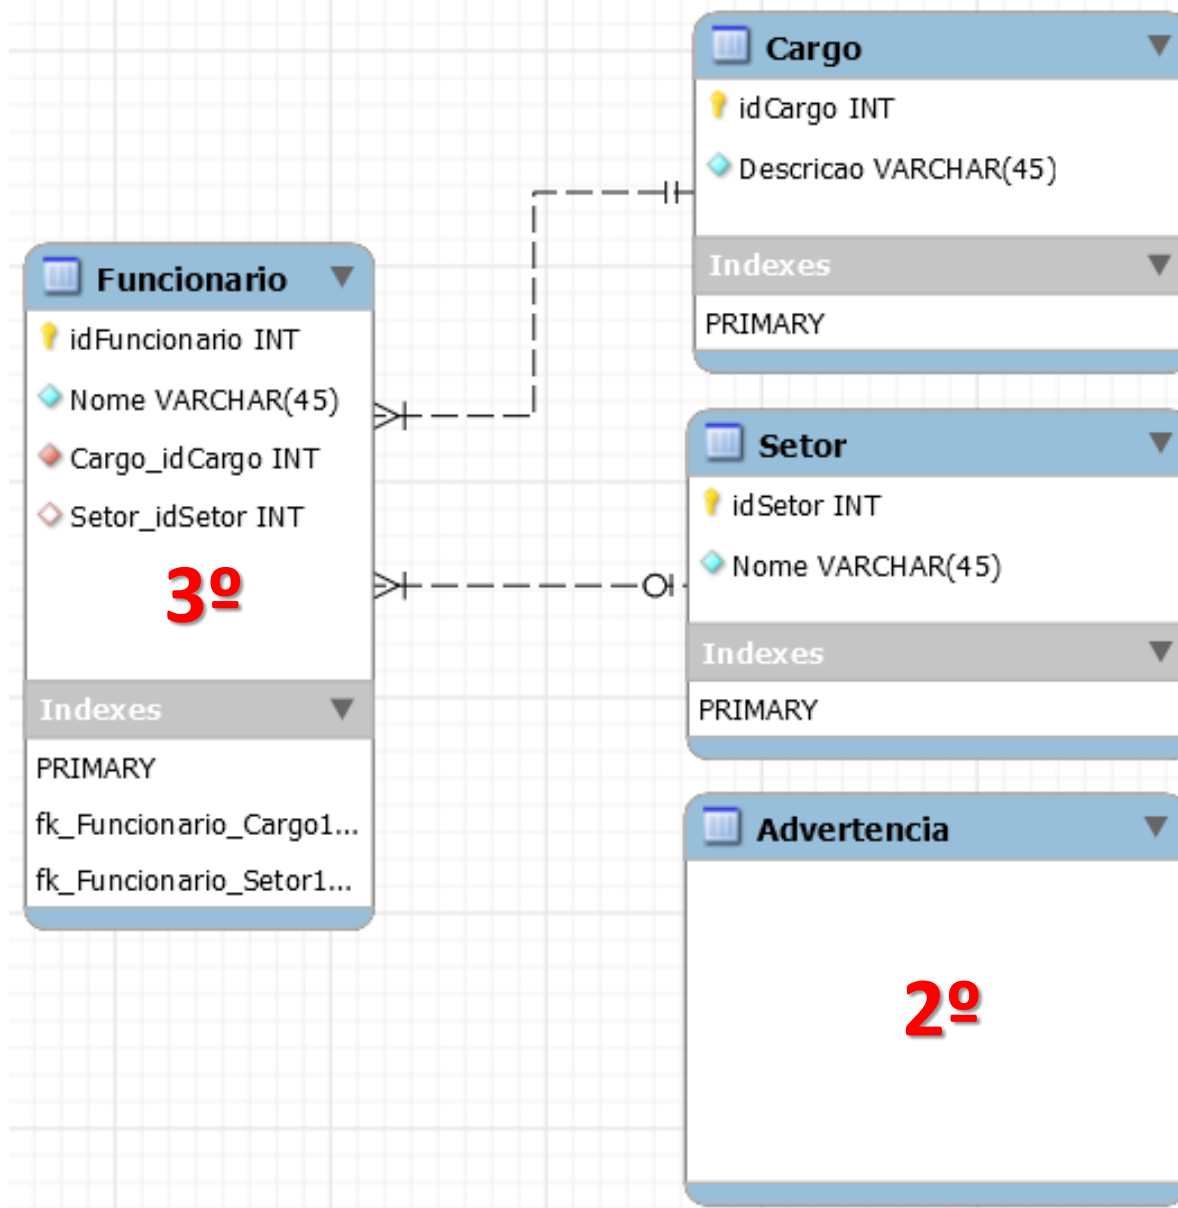 Cargo
idCargo INT
Descricao VARCHAR(45)
Indexes
PRIMARY
Funcionario
idFuncionario INT
Nome VARCHAR(45)
Cargo_idCargo INT
Setor_idSetor INT
3º
Indexes
PRIMARY
fk_Funcionario_Cargo1...
fk_Funcionario_Setor1...
Setor
idSetor INT
Nome VARCHAR(45)
Indexes
PRIMARY
Advertencia
2º